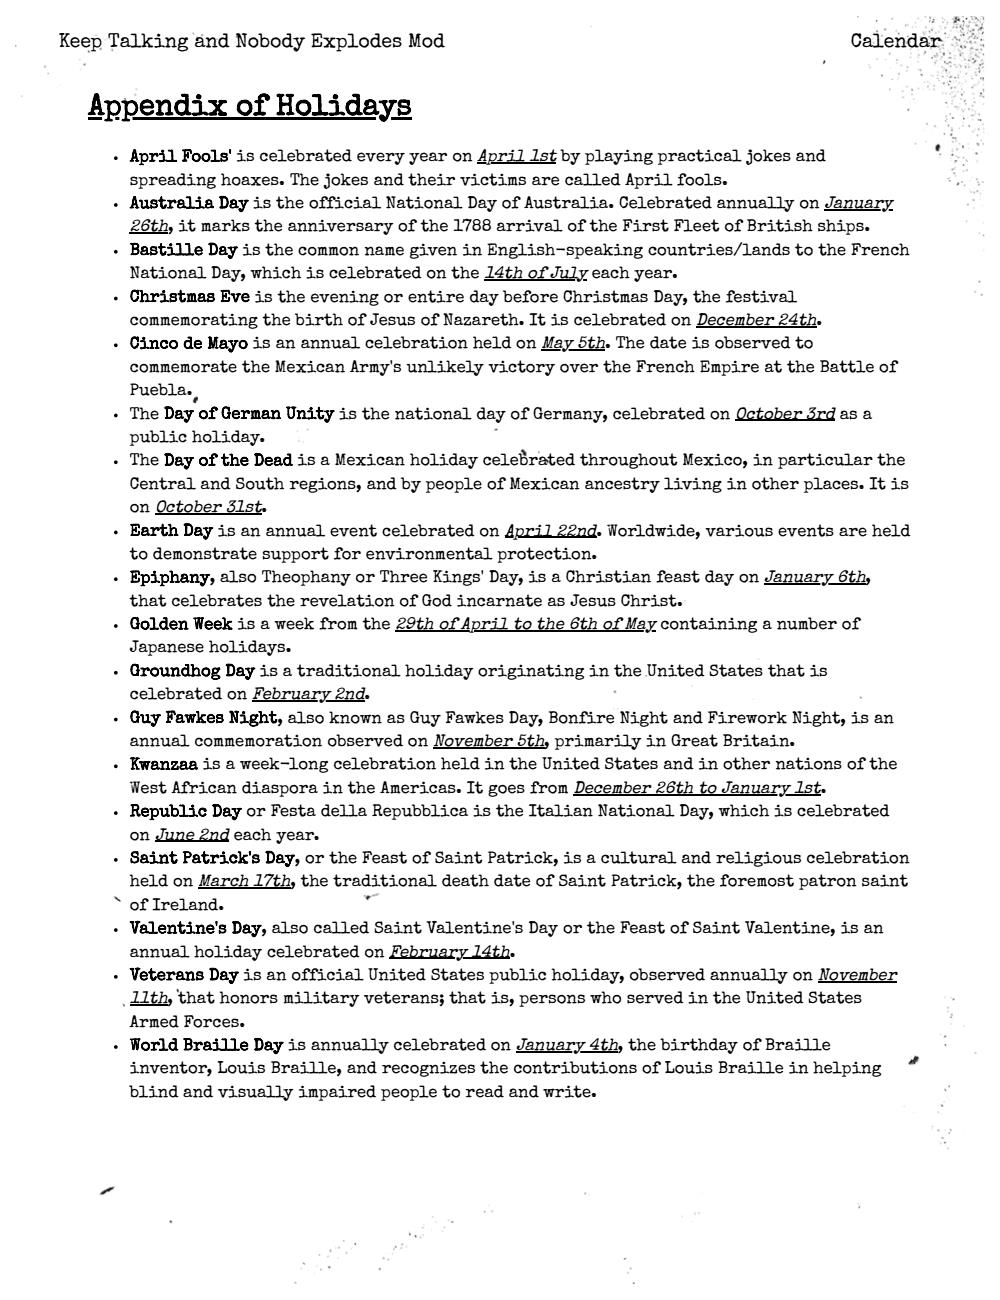 Keep Talking and Nobody Explodes Mod
Calendar
Appendix of Holidays
• April Fools' is celebrated every year on April 1st by playing practical jokes and
spreading hoaxes. The jokes and their victims are called April fools.
• Australia Day is the official National Day of Australia. Celebrated annually on January
26th, it marks the anniversary of the 1788 arrival of the First Fleet of British ships.
• Bastille Day is the common name given in English-speaking countries/lands to the French
National Day, which is celebrated on the 14th of July each year.
• Christmas Eve is the evening or entire day before Christmas Day, the festival
commemorating the birth of Jesus of Nazareth. It is celebrated on December 24th.
• Cinco de Mayo is an annual celebration held on May 5th. The date is observed to
commemorate the Mexican Army's unlikely victory over the French Empire at the Battle of
Puebla.
• The Day of German Unity is the national day of Germany, celebrated on October 3rd as a
public holiday.
• The Day of the Dead is a Mexican holiday celebrated throughout Mexico, in particular the
Central and South regions, and by people of Mexican ancestry living in other places. It is
on October 31st.
• Earth Day is an annual event celebrated on April 22nd. Worldwide, various events are held
to demonstrate support for environmental protection.
• Epiphany, also Theophany or Three Kings' Day, is a Christian feast day on January 6th,
that celebrates the revelation of God incarnate as Jesus Christ.
• Golden Week is a week from the 29th of April to the 6th of May containing a number of
Japanese holidays.
• Groundhog Day is a traditional holiday originating in the United States that is
celebrated on February 2nd.
• Guy Fawkes Night, also known as Guy Fawkes Day, Bonfire Night and Firework Night, is an
annual commemoration observed on November 5th, primarily in Great Britain.
• Kwanzaa is a week-long celebration held in the United States and in other nations of the
West African diaspora in the Americas. It goes from December 26th to January 1st.
• Republic Day or Festa della Repubblica is the Italian National Day, which is celebrated
on June 2nd each year.
• Saint Patrick's Day, or the Feast of Saint Patrick, is a cultural and religious celebration
held on March 17th, the traditional death date of Saint Patrick, the foremost patron saint
of Ireland.
• Valentine's Day, also called Saint Valentine's Day or the Feast of Saint Valentine, is an
annual holiday celebrated on February 14th.
• Veterans Day is an official United States public holiday, observed annually on November
11th, that honors military veterans; that is, persons who served in the United States
Armed Forces.
• World Braille Day is annually celebrated on January 4th, the birthday of Braille
inventor, Louis Braille, and recognizes the contributions of Louis Braille in helping
blind and visually impaired people to read and write.